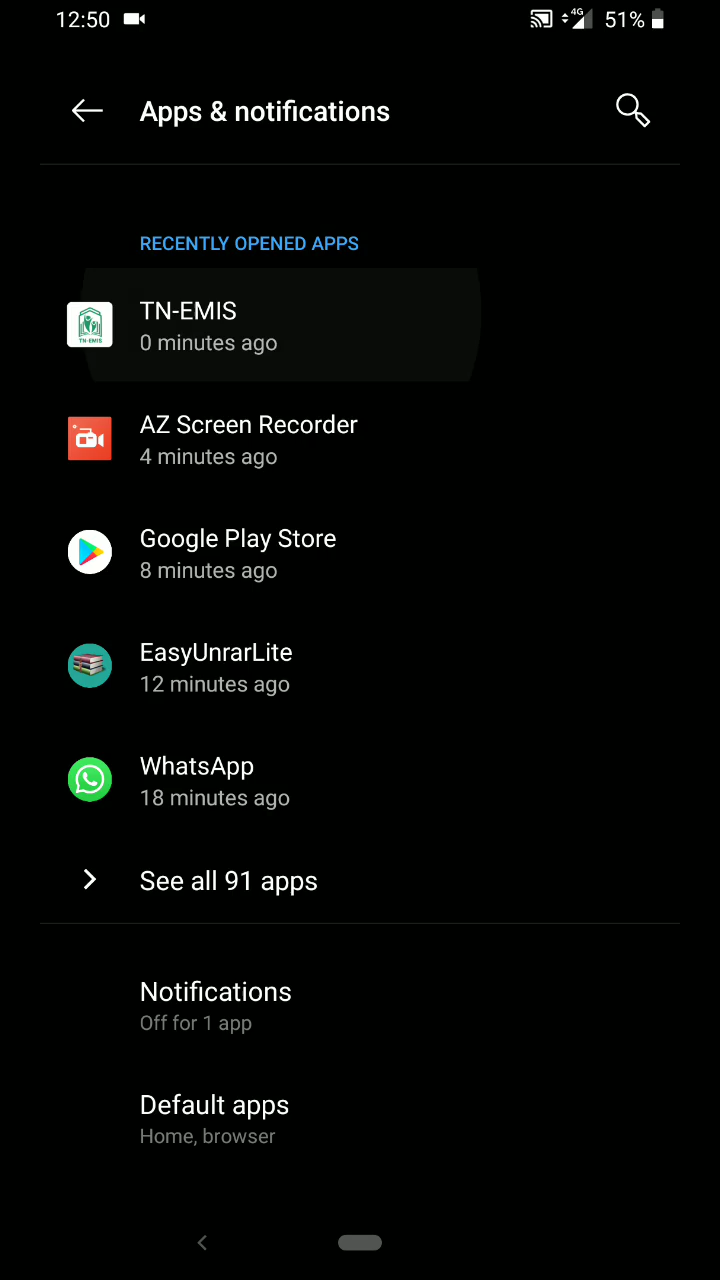 12:50
4G
51%
Apps & notifications
RECENTLY OPENED APPS
TN-EMIS
0 minutes ago
TN-EMIS
AZ Screen Recorder
4 minutes ago
Google Play Store
8 minutes ago
EasyUnrarLite
12 minutes ago
WhatsApp
18 minutes ago
See all 91 apps
Notifications
Off for 1 app
Default apps
Home, browser